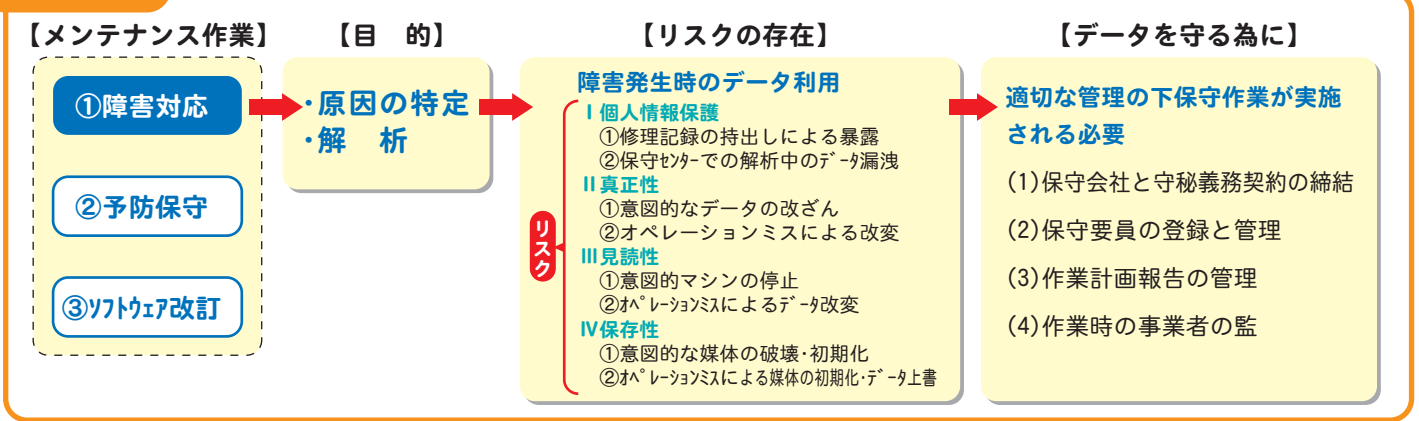 【メンテナンス作業】
①障害対応
②予防保守
③ｿﾌﾄｳｪｱ改訂
【目　的】
・原因の特定
・解　析
【リスクの存在】
障害発生時のデータ利用
リスク
Ⅰ個人情報保護
①修理記録の持出しによる暴露
②保守ｾﾝﾀｰでの解析中のﾃﾞｰﾀ漏洩
Ⅱ真正性
①意図的なデータの改ざん
②オペレーションミスによる改変
Ⅲ見読性
①意図的マシンの停止
②ｵﾍﾟﾚｰｼｮﾝﾐｽによるﾃﾞｰﾀ改変
Ⅳ保存性
①意図的な媒体の破壊・初期化
②ｵﾍﾟﾚｰｼｮﾝﾐｽによる媒体の初期化・ﾃﾞｰﾀ上書
【データを守る為に】
適切な管理の下保守作業が実施
される必要
(1)保守会社と守秘義務契約の締結
(2)保守要員の登録と管理
(3)作業計画報告の管理
(4)作業時の事業者の監